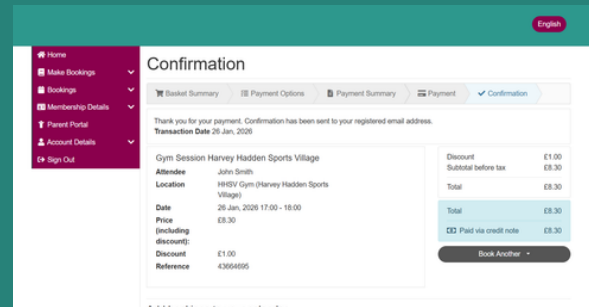 English
Home
Make Bookings
Bookings
Membership Details
Parent Portal
Account Details
Sign Out
Confirmation
Basket Summary
Payment Options
Payment Summary
Payment
Confirmation
Thank you for your payment. Confirmation has been sent to your registered email address.
Transaction Date 26 Jan, 2026
Gym Session Harvey Hadden Sports Village
Attendee John Smith
Location HHSV Gym (Harvey Hadden Sports
Village)
Date 26 Jan, 2026 17:00 - 18:00
Price £8.30
(including
discount):
Discount £1.00
Reference 43664695
Discount £1.00
Subtotal before tax £8.30
Total £8.30
Total £8.30
Paid via credit note £8.30
Book Another